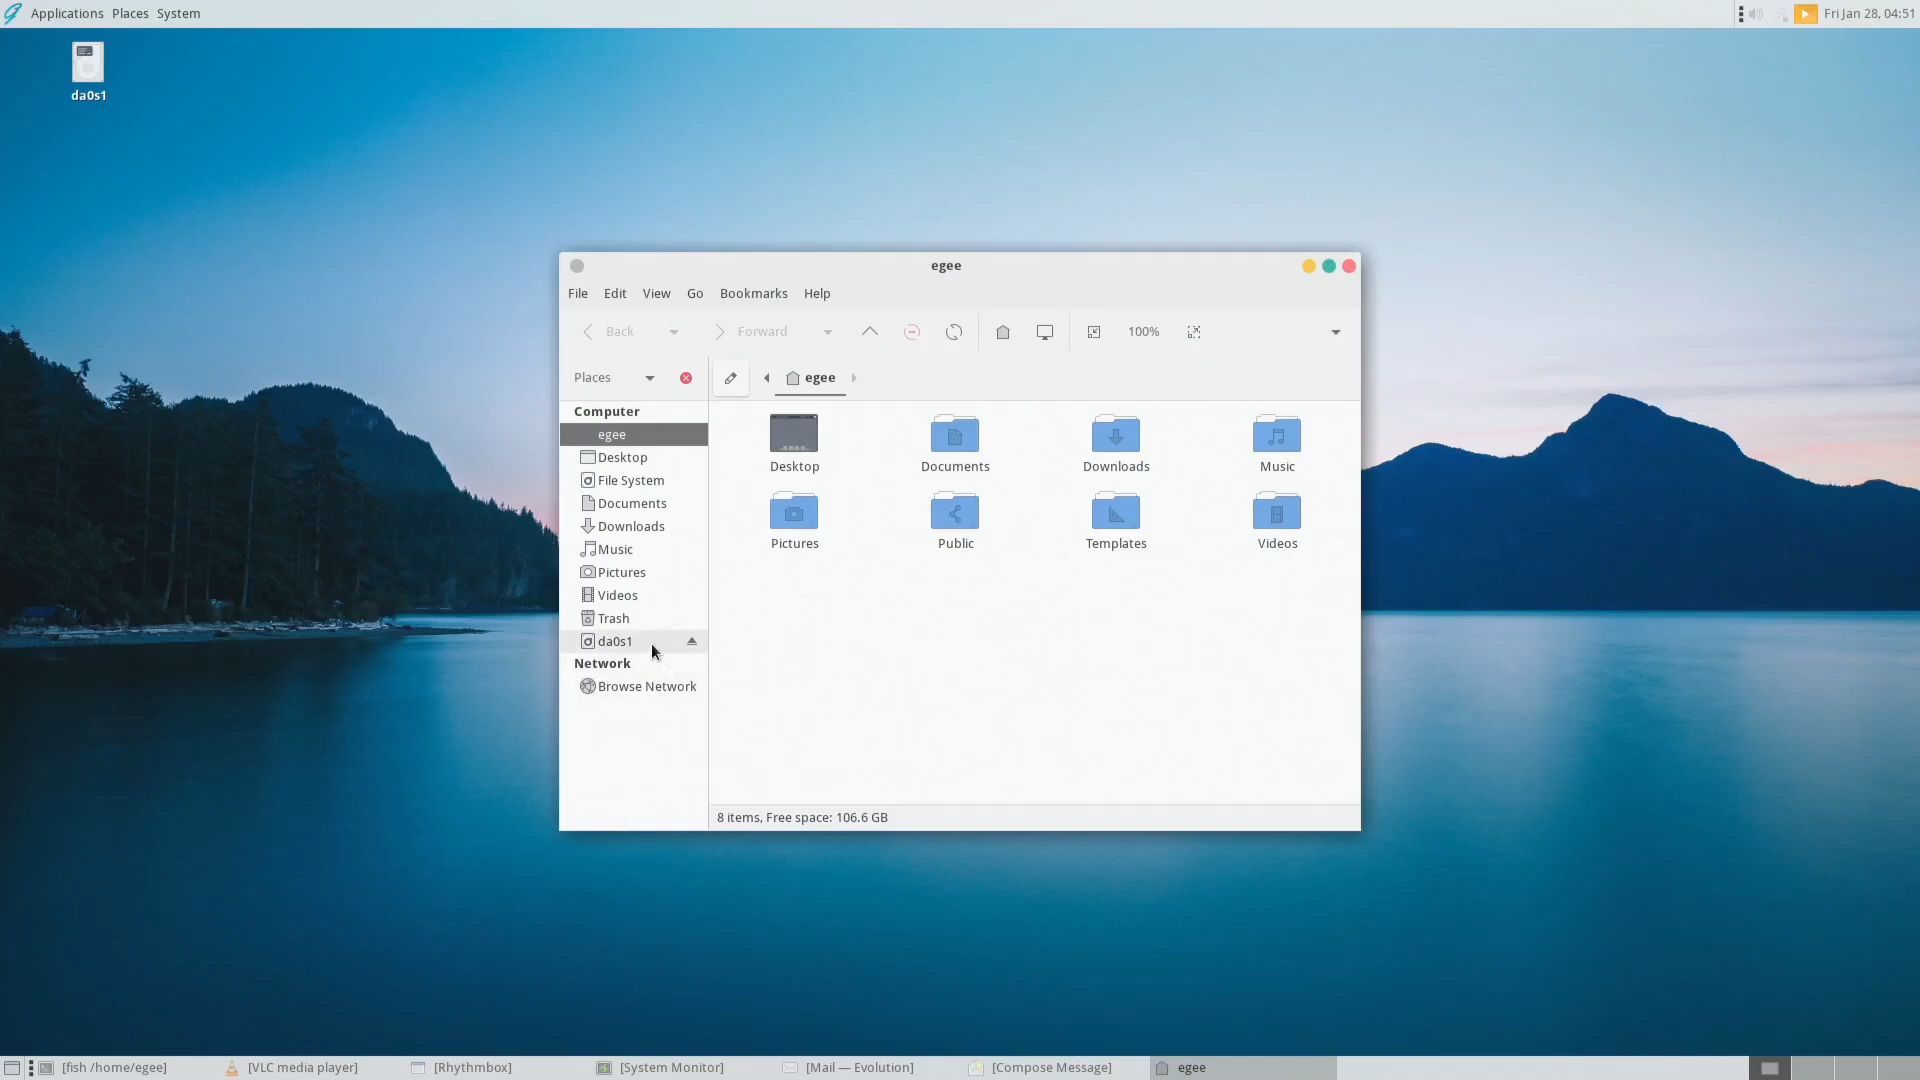 Applications Places System
Fri Jan 28, 04:51
da0s1
egee
File Edit View Go Bookmarks Help
Back Forward 100%
Places
egee
Computer
egee
Desktop
File System
Documents
Downloads
Music
Pictures
Videos
Trash
da0s1
Network
Browse Network
Desktop Documents Downloads Music
Pictures Public Templates Videos
8 items, Free space: 106.6 GB
[fish /home/egee] [VLC media player] [Rhythmbox] [System Monitor] [Mail — Evolution] [Compose Message] egee